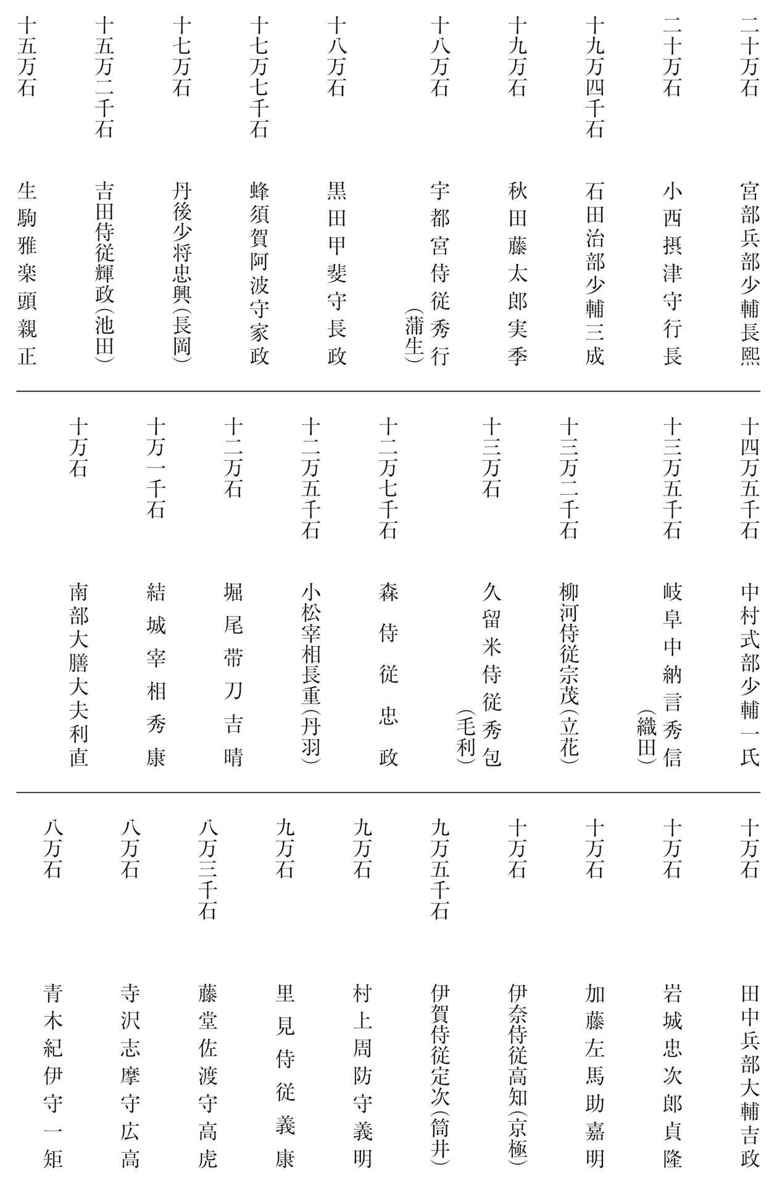 二十万石 宮部兵部少輔長熙
二十万石 小西摂津守行長
十九万四千石 石田治部少輔三成
十九万石 秋田藤太郎実季
十八万石 宇都宮侍従秀行(蒲生)
十八万石 黒田甲斐守長政
十七万七千石 蜂須賀阿波守家政
十七万石 丹後少将忠興(長岡)
十五万二千石 吉田侍従輝政(池田)
十五万石 生駒雅楽頭親正
十四万五千石 中村式部少輔一氏
十三万五千石 岐阜中納言秀信(織田)
十三万二千石 柳河侍従宗茂(立花)
十三万石 久留米侍従秀包(毛利)
十二万七千石 森侍従忠政
十二万五千石 小松宰相長重(丹羽)
十二万石 堀尾帯刀吉晴
十万一千石 結城宰相秀康
十万石 南部大膳大夫利直
十万石 田中兵部大輔吉政
十万石 岩城忠次郎貞隆
十万石 加藤左馬助嘉明
十万石 伊奈侍従高知(京極)
九万五千石 伊賀侍従定次(筒井)
九万石 村上周防守義明
九万石 里見侍従義康
八万三千石 藤堂佐渡守高虎
八万石 寺沢志摩守広高
八万石 青木紀伊守一矩